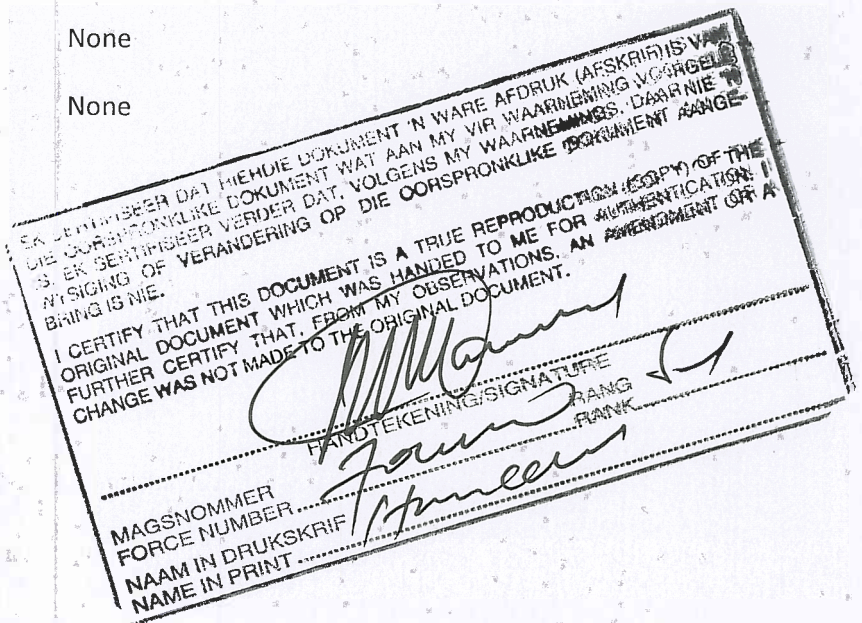 None
None
EK SERTIFISEER DAT HIERDIE DOKUMENT 'N WARE AFDRUK (AFSKRIF) IS VAN
DIE OORSPRONKLIKE DOKUMENT WAT AAN MY VIR WAARNEMING VOORGELÊ
IS. EK SERTIFISEER VERDER DAT, VOLGENS MY WAARNEMINGS, DAAR NIE 'N
WYSIGING OF VERANDERING OP DIE OORSPRONKLIKE DOKUMENT AANGE-
BRING IS NIE.
I CERTIFY THAT THIS DOCUMENT IS A TRUE REPRODUCTION (COPY) OF THE
ORIGINAL DOCUMENT WHICH WAS HANDED TO ME FOR AUTHENTICATION. I
FURTHER CERTIFY THAT, FROM MY OBSERVATIONS, AN AMENDMENT OR A
CHANGE WAS NOT MADE TO THE ORIGINAL DOCUMENT.
HANDTEKENING/SIGNATURE
RANG
RANK
MAGSNOMMER
FORCE NUMBER
NAAM IN DRUKSKRIF
NAME IN PRINT